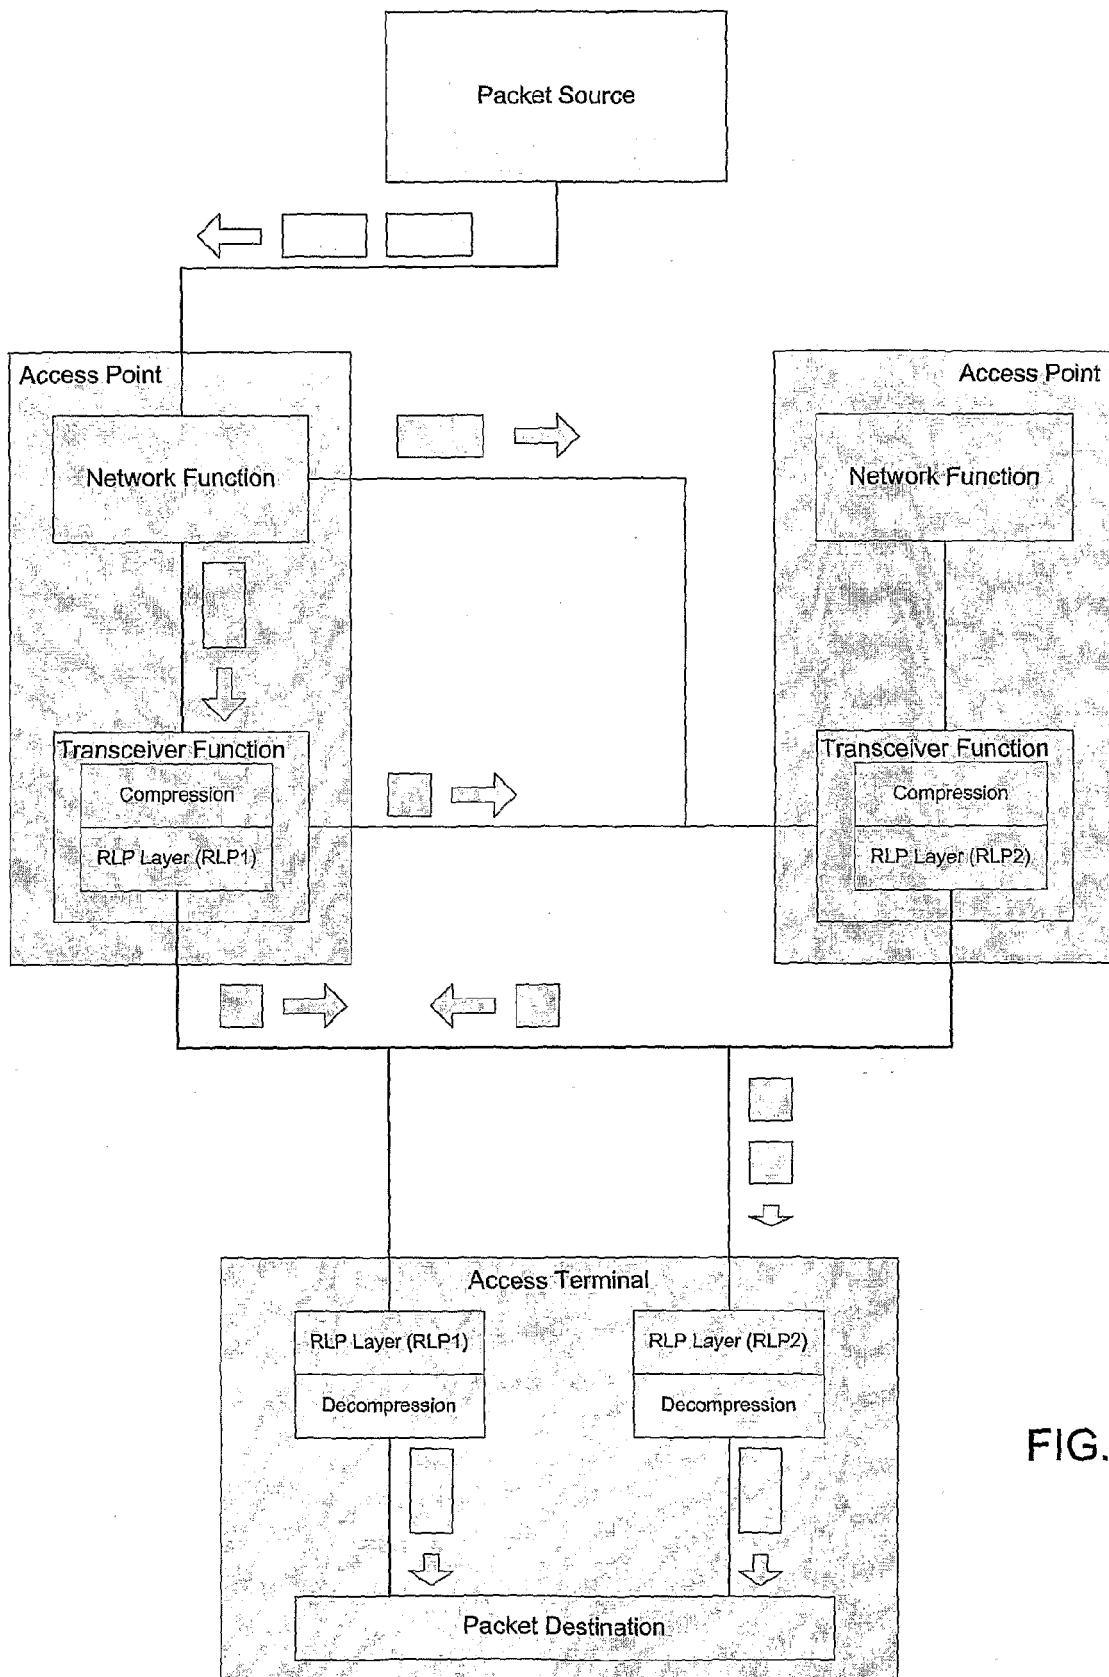 Packet Source
Access Point
Access Point
Network Function
Network Function
Transceiver Function
Transceiver Function
Compression
Compression
RLP Layer (RLP1)
RLP Layer (RLP2)
Access Terminal
RLP Layer (RLP1)
RLP Layer (RLP2)
Decompression
Decompression
FIG.
Packet Destination